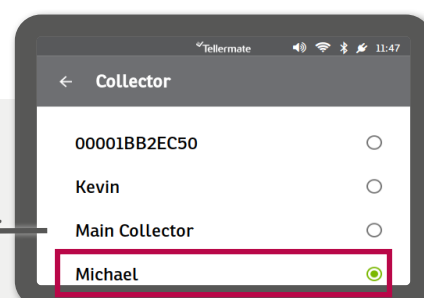 Tellermate 11:47
Collector
00001BB2EC50
Kevin
Main Collector
Michael